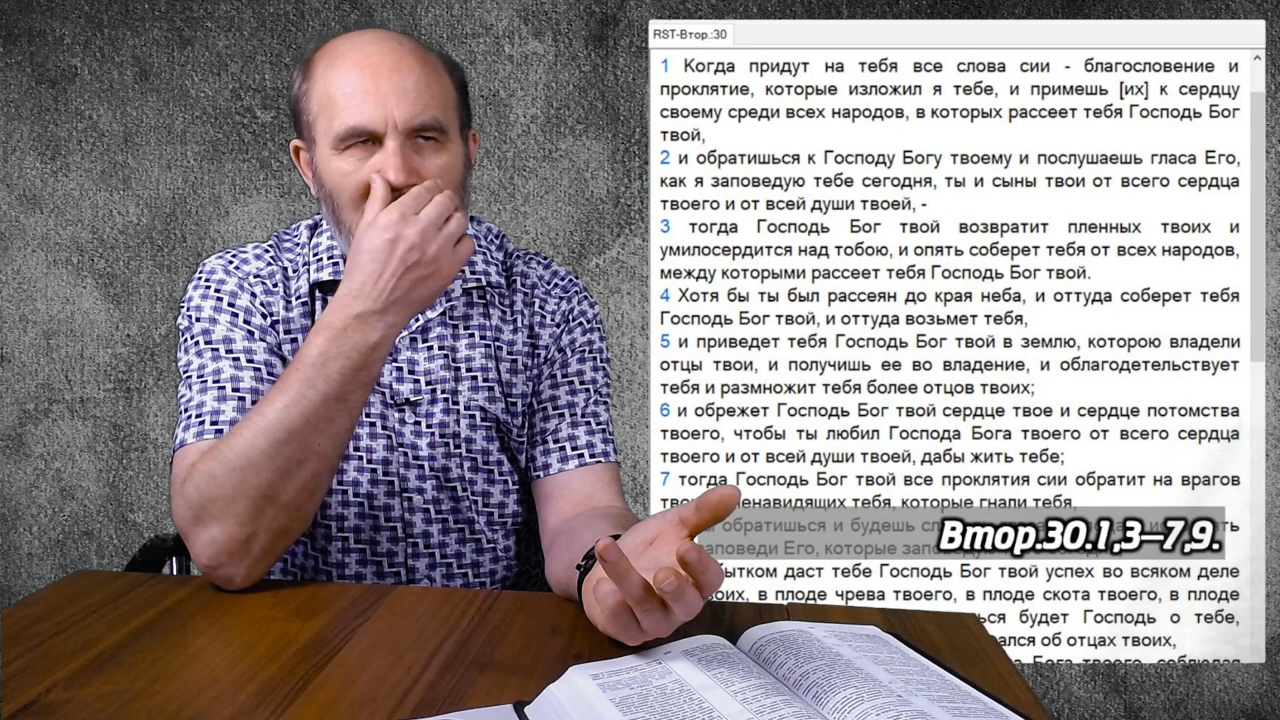 RST-Втор.:30
1 Когда придут на тебя все слова сии - благословение и
проклятие, которые изложил я тебе, и примешь [их] к сердцу
своему среди всех народов, в которых рассеет тебя Господь Бог
твой,
2 и обратишься к Господу Богу твоему и послушаешь гласа Его,
как я заповедую тебе сегодня, ты и сыны твои от всего сердца
твоего и от всей души твоей, -
3 тогда Господь Бог твой возвратит пленных твоих и
умилосердится над тобою, и опять соберет тебя от всех народов,
между которыми рассеет тебя Господь Бог твой.
4 Хотя бы ты был рассеян до края неба, и оттуда соберет тебя
Господь Бог твой, и оттуда возьмет тебя,
5 и приведет тебя Господь Бог твой в землю, которою владели
отцы твои, и получишь ее во владение, и облагодетельствует
тебя и размножит тебя более отцов твоих;
6 и обрежет Господь Бог твой сердце твое и сердце потомства
твоего, чтобы ты любил Господа Бога твоего от всего сердца
твоего и от всей души твоей, дабы жить тебе;
7 тогда Господь Бог твой все проклятия сии обратит на врагов
ненавидящих тебя, которые гнали тебя,
обратишься и будешь
Втор.30.1,3–7,9.
заповеди Его, которые
бытком даст тебе Господь Бог твой успех во всяком деле
в плоде чрева твоего, в плоде скота твоего, в плоде
будет Господь о тебе,
об отцах твоих,
Бога твоего, соблюдая